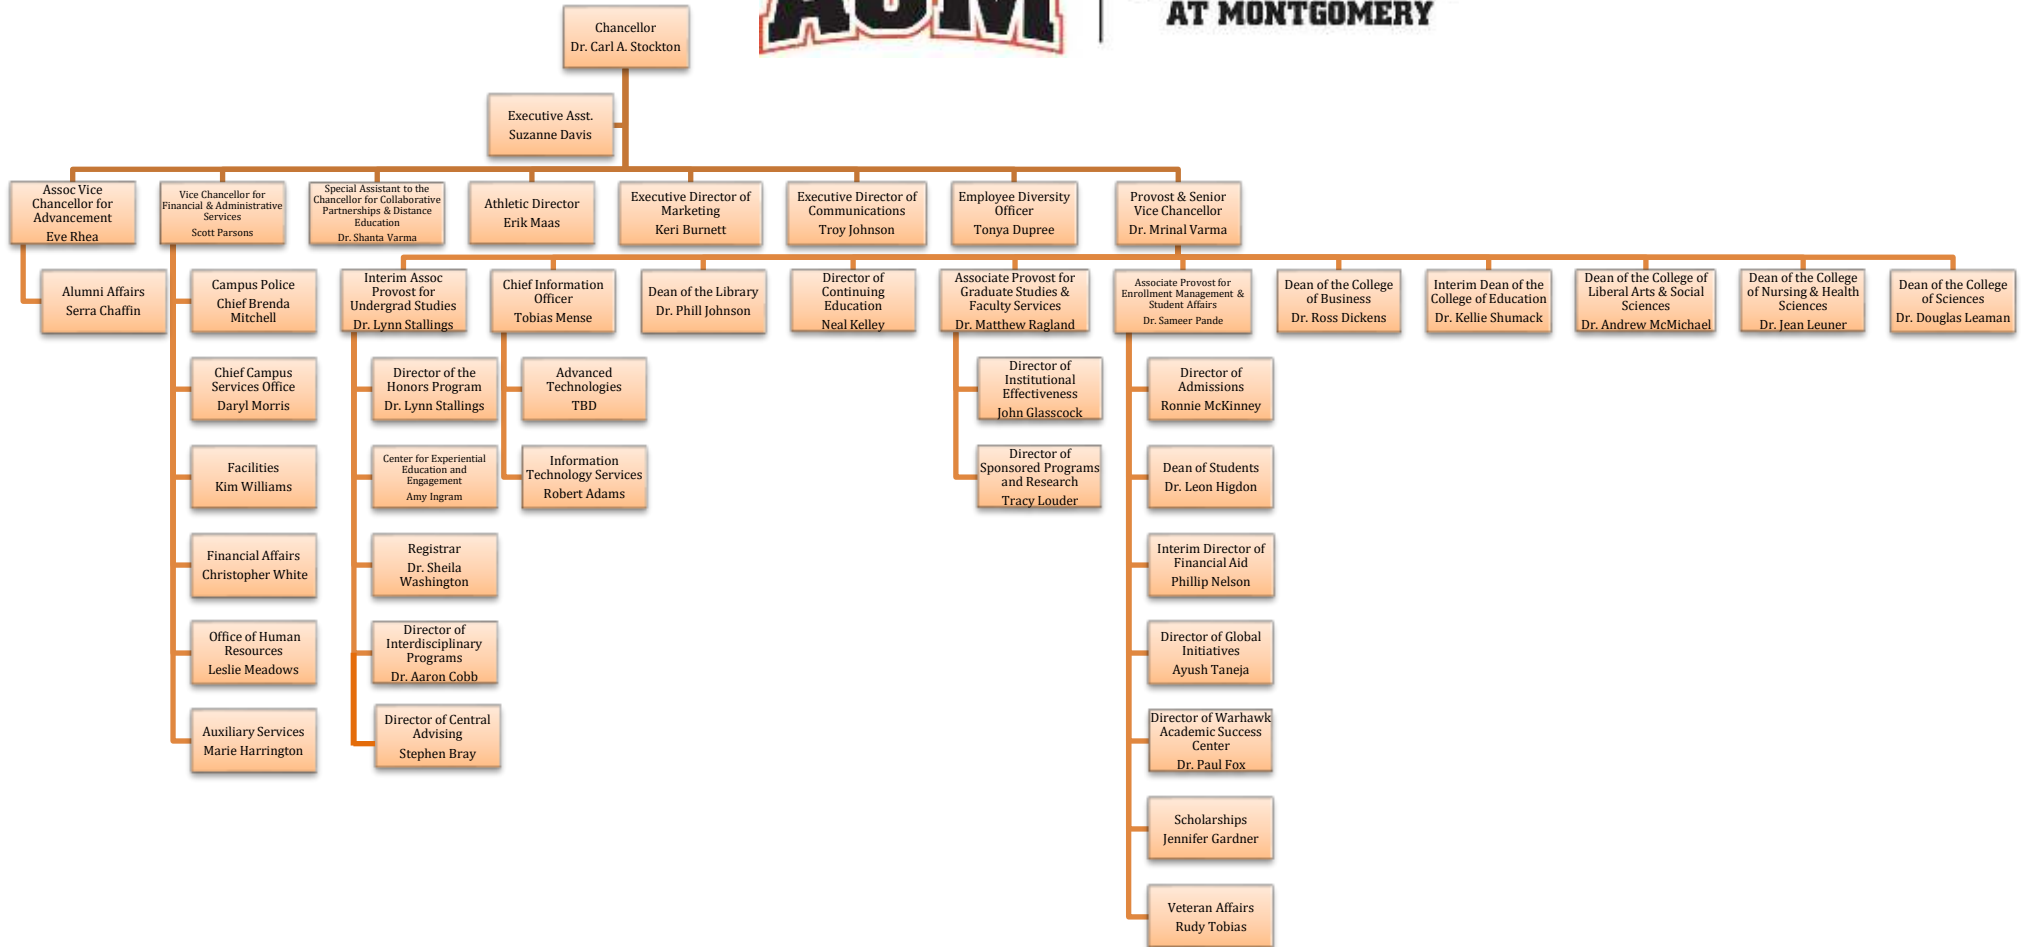 AUM
AT MONTGOMERY
Chancellor
Dr. Carl A. Stockton
Executive Asst.
Suzanne Davis
Assoc Vice
Chancellor for
Advancement
Eve Rhea
Vice Chancellor for
Financial & Administrative
Services
Scott Parsons
Special Assistant to the
Chancellor for Collaborative
Partnerships & Distance
Education
Dr. Shanta Varma
Athletic Director
Erik Maas
Executive Director of
Marketing
Keri Burnett
Executive Director of
Communications
Troy Johnson
Employee Diversity
Officer
Tonya Dupree
Provost & Senior
Vice Chancellor
Dr. Mrinal Varma
Alumni Affairs
Serra Chaffin
Campus Police
Chief Brenda
Mitchell
Interim Assoc
Provost for
Undergrad Studies
Dr. Lynn Stallings
Chief Information
Officer
Tobias Mense
Dean of the Library
Dr. Phill Johnson
Director of
Continuing
Education
Neal Kelley
Associate Provost for
Graduate Studies &
Faculty Services
Dr. Matthew Ragland
Associate Provost for
Enrollment Management &
Student Affairs
Dr. Sameer Pande
Dean of the College
of Business
Dr. Ross Dickens
Interim Dean of the
College of Education
Dr. Kellie Shumack
Dean of the College of
Liberal Arts & Social
Sciences
Dr. Andrew McMichael
Dean of the College
of Nursing & Health
Sciences
Dr. Jean Leuner
Dean of the College
of Sciences
Dr. Douglas Leaman
Chief Campus
Services Office
Daryl Morris
Director of the
Honors Program
Dr. Lynn Stallings
Advanced
Technologies
TBD
Director of
Institutional
Effectiveness
John Glasscock
Director of
Admissions
Ronnie McKinney
Facilities
Kim Williams
Center for Experiential
Education and
Engagement
Amy Ingram
Information
Technology Services
Robert Adams
Director of
Sponsored Programs
and Research
Tracy Louder
Dean of Students
Dr. Leon Higdon
Financial Affairs
Christopher White
Registrar
Dr. Sheila
Washington
Interim Director of
Financial Aid
Phillip Nelson
Office of Human
Resources
Leslie Meadows
Director of
Interdisciplinary
Programs
Dr. Aaron Cobb
Director of Global
Initiatives
Ayush Taneja
Auxiliary Services
Marie Harrington
Director of Central
Advising
Stephen Bray
Director of Warhawk
Academic Success
Center
Dr. Paul Fox
Scholarships
Jennifer Gardner
Veteran Affairs
Rudy Tobias